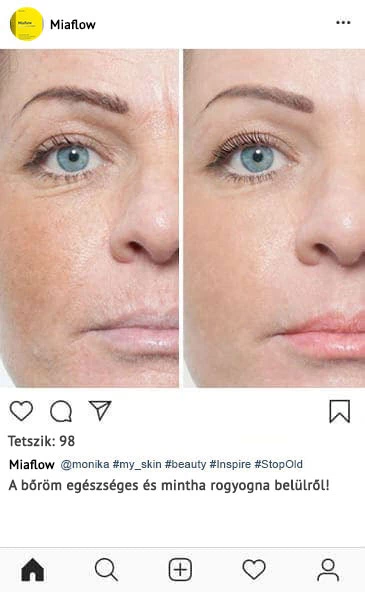 Miaflow
Tetszik: 98
Miaflow @monika #my_skin #beauty #Inspire #StopOld
A bőröm egészséges és mintha rogyogna belülről!